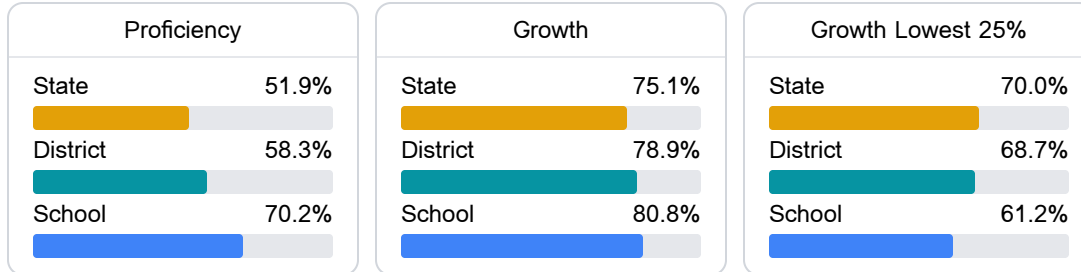 Proficiency
State 51.9%
District 58.3%
School 70.2%
Growth
State 75.1%
District 78.9%
School 80.8%
Growth Lowest 25%
State 70.0%
District 68.7%
School 61.2%